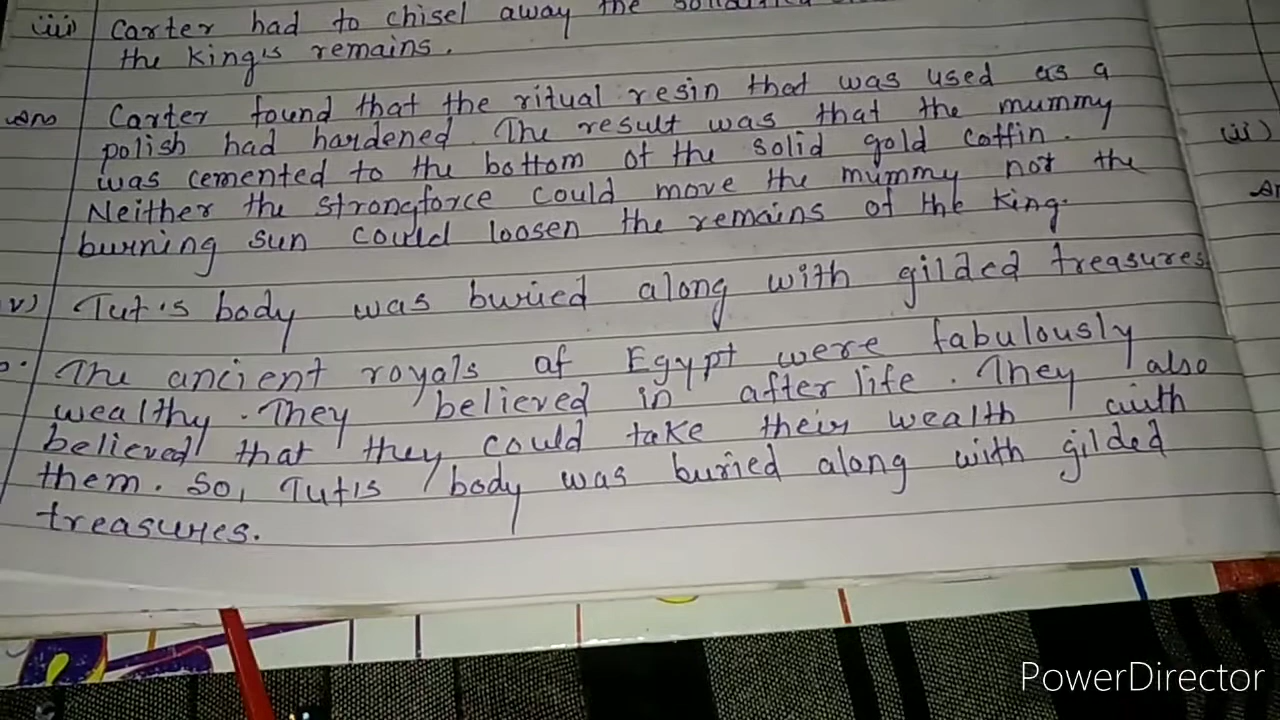 iii) Carter had to chisel away the
the king's remains.
Ans Carter found that the ritual resin that was used as a
polish had hardened. The result was that the mummy
was cemented to the bottom of the solid gold coffin.
Neither the strongforce could move the mummy not the
burning sun could loosen the remains of the king.
v) Tut's body was buried along with gilded treasures
The ancient royals of Egypt were fabulously
wealthy. They believed in after life. They also
believed that they could take their wealth with
them. So, Tut's body was buried along with gilded
treasures.
(ii)
PowerDirector